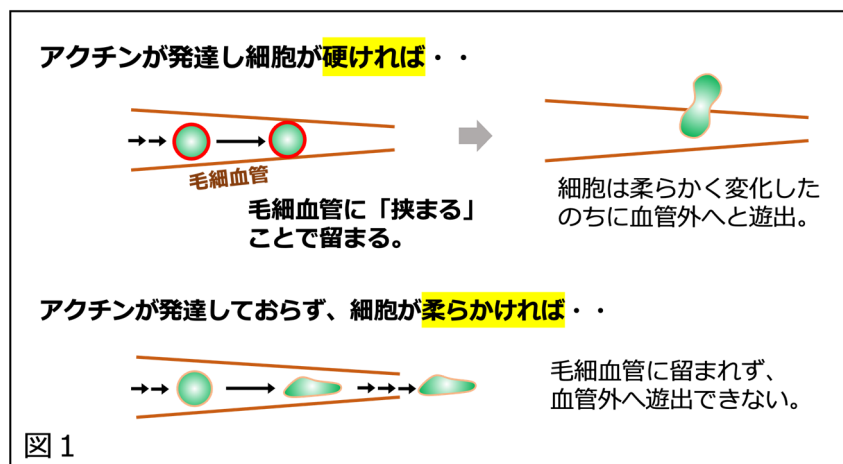 アクチンが発達し細胞が硬ければ・・
毛細血管
毛細血管に「挟まる」
ことで留まる。
細胞は柔らかく変化した
のちに血管外へと遊出。
アクチンが発達しておらず、細胞が柔らかければ・・
毛細血管に留まれず、
血管外へ遊出できない。
図1